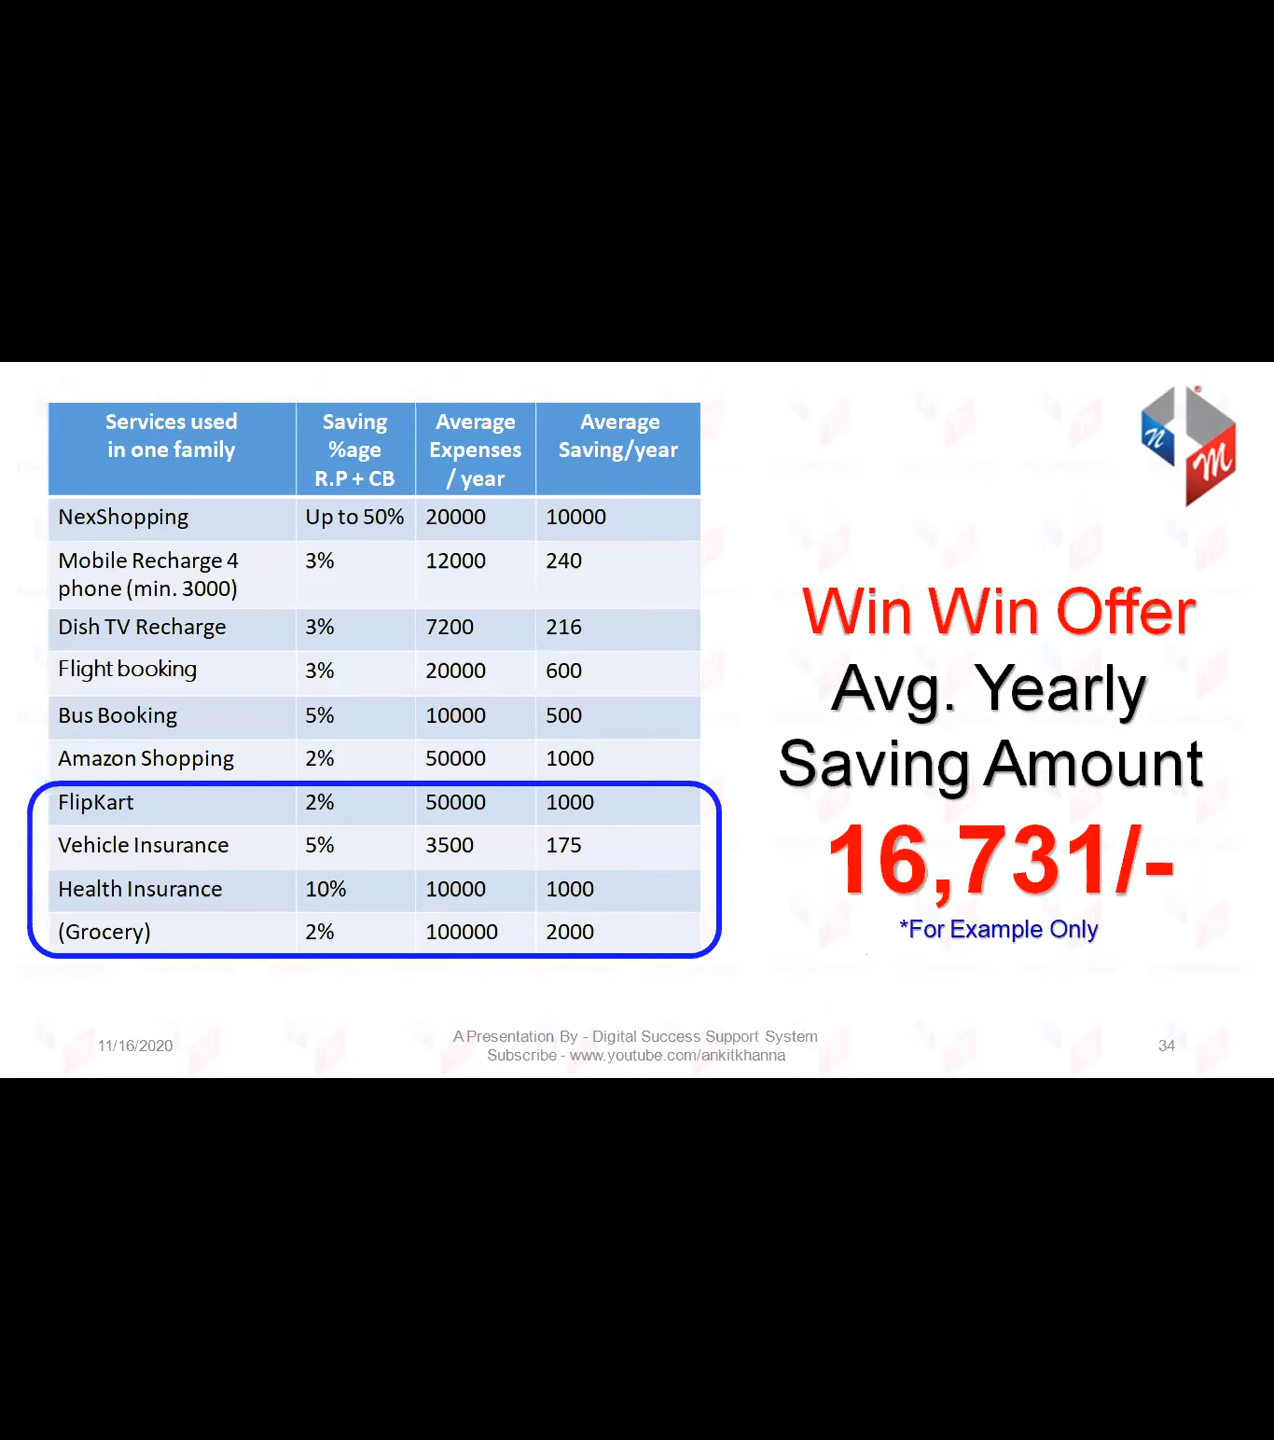 Services used
in one family
Saving
%age
R.P + CB
Average
Expenses
/ year
Average
Saving/year
NexShopping
Up to 50%
20000
10000
Mobile Recharge 4
phone (min. 3000)
3%
12000
240
Dish TV Recharge
3%
7200
216
Flight booking
3%
20000
600
Bus Booking
5%
10000
500
Amazon Shopping
2%
50000
1000
FlipKart
2%
50000
1000
Vehicle Insurance
5%
3500
175
Health Insurance
10%
10000
1000
(Grocery)
2%
100000
2000
n
m
Win Win Offer
Avg. Yearly
Saving Amount
16,731/-
*For Example Only
11/16/2020
A Presentation By - Digital Success Support System
Subscribe - www.youtube.com/ankitkhanna
34